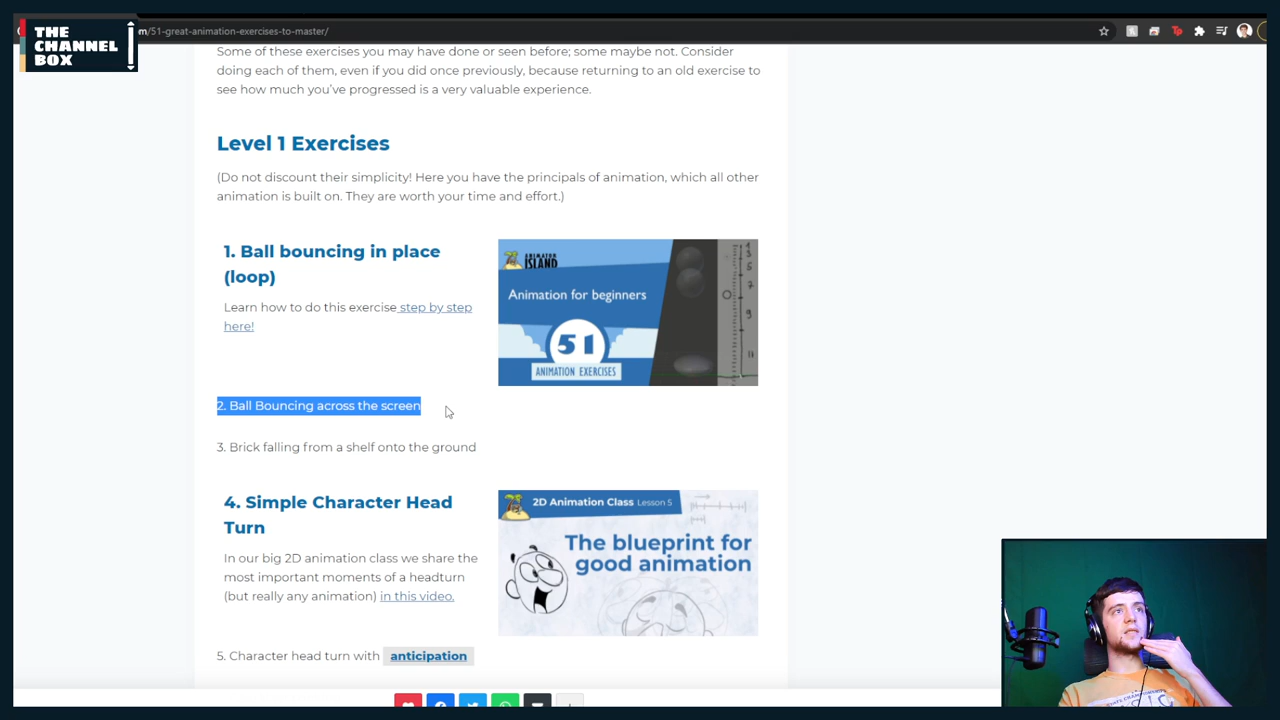 THE
CHANNEL
BOX
m/51-great-animation-exercises-to-master/
Some of these exercises you may have done or seen before; some maybe not. Consider
doing each of them, even if you did once previously, because returning to an old exercise to
see how much you've progressed is a very valuable experience.
Level 1 Exercises
(Do not discount their simplicity! Here you have the principals of animation, which all other
animation is built on. They are worth your time and effort.)
1. Ball bouncing in place
(loop)
Learn how to do this exercise step by step
here!
ANIMATOR
ISLAND
Animation for beginners
51
ANIMATION EXERCISES
1
3
5
7
9
11
2. Ball Bouncing across the screen
3. Brick falling from a shelf onto the ground
4. Simple Character Head
Turn
In our big 2D animation class we share the
most important moments of a headturn
(but really any animation) in this video.
2D Animation Class Lesson 5
The blueprint for
good animation
5. Character head turn with anticipation